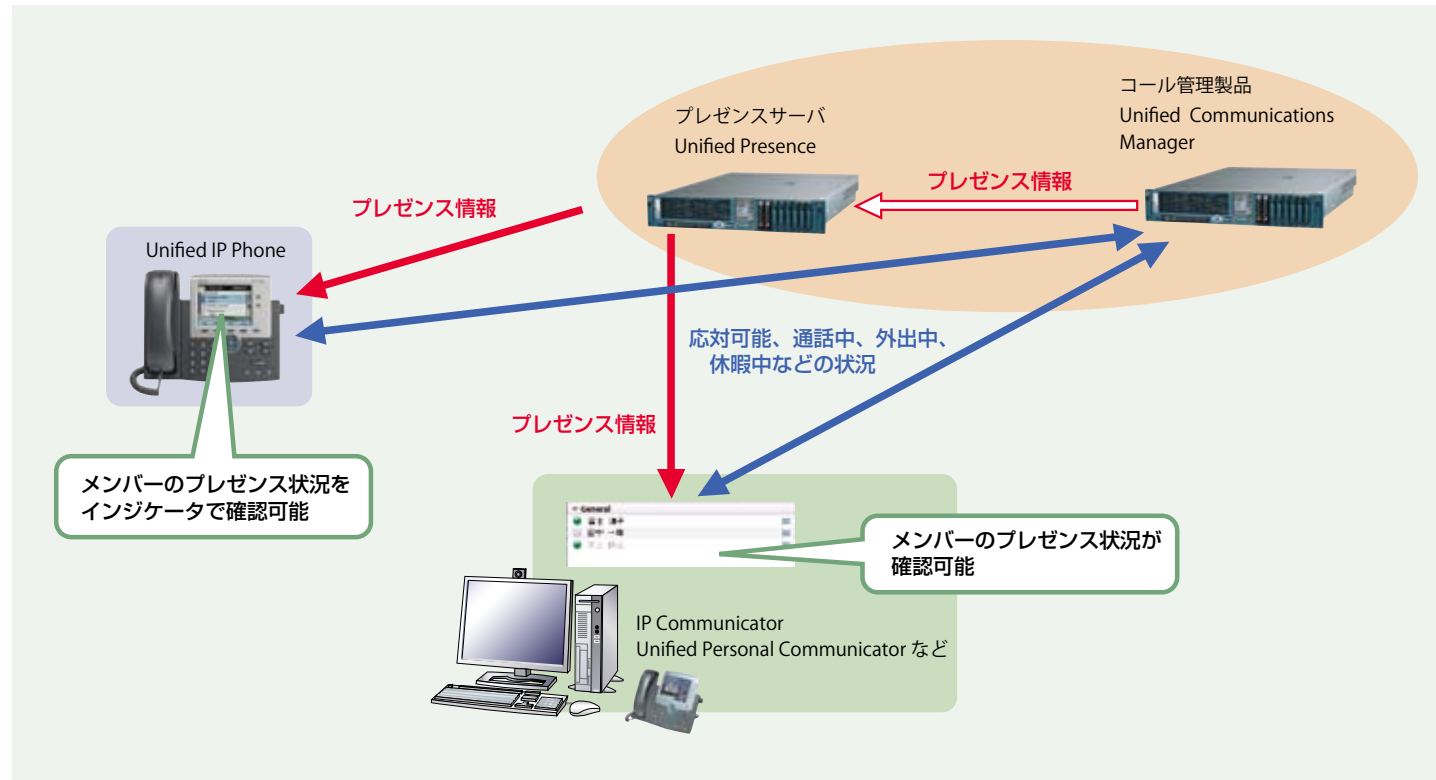 コール管理製品
Unified Communications
Manager
プレゼンスサーバ
Unified Presence
プレゼンス情報
プレゼンス情報
Unified IP Phone
応対可能、通話中、外出中、
休暇中などの状況
プレゼンス情報
メンバーのプレゼンス状況を
インジケータで確認可能
General
メンバーのプレゼンス状況が
確認可能
IP Communicator
Unified Personal Communicator など